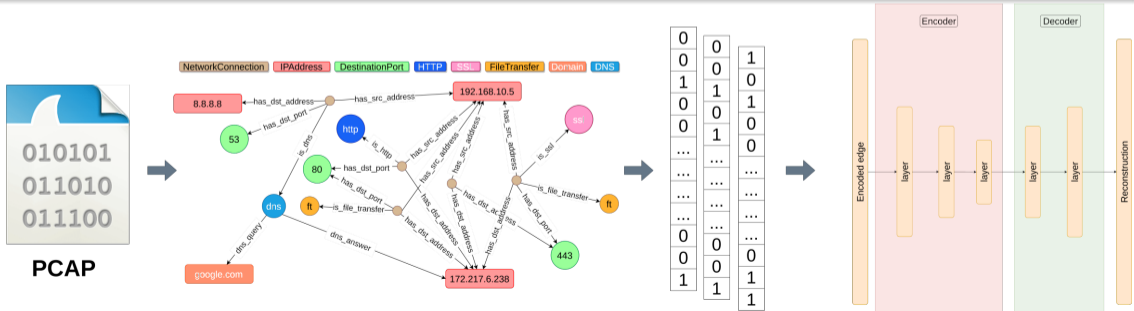 010101
011010
011100
PCAP
NetworkConnection IPAddress DestinationPort HTTP SSL FileTransfer Domain DNS
8.8.8.8
has_dst_address
has_src_address
192.168.10.5
has_dst_port
53
is_dns
http
is_http
has_src_address
has_src_address
has_src_address
has_src_address
ssl
is_ssl
80
has_dst_port
has_dst_port
is_file_transfer
ft
dns
has_dst_address
has_dst_address
has_dst_address
has_dst_address
has_dst_address
has_dst_port
is_file_transfer
ft
443
dns_query
dns_answer
google.com
172.217.6.238
0
0
1
0
0
...
...
...
...
0
0
1
0
0
1
0
1
...
...
...
0
0
1
1
0
1
0
0
...
...
...
0
1
1
Encoder
Decoder
Encoded edge
layer
layer
layer
layer
layer
Reconstruction